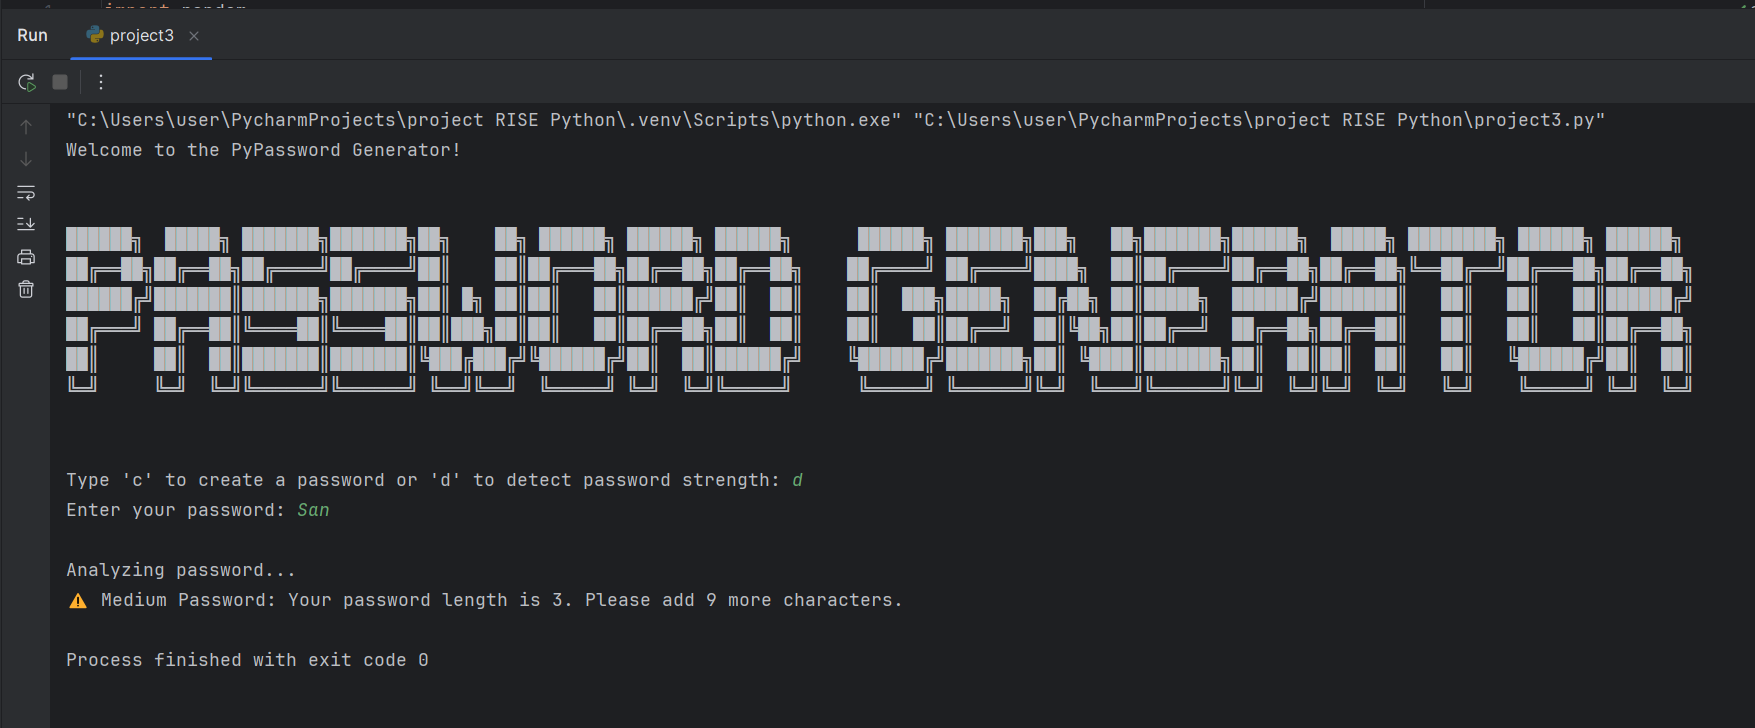 Run project3
"C:\Users\user\PycharmProjects\project RISE Python\.venv\Scripts\python.exe" "C:\Users\user\PycharmProjects\project RISE Python\project3.py"
Welcome to the PyPassword Generator!
PASSWORD GENERATOR
Type 'c' to create a password or 'd' to detect password strength: d
Enter your password: San
Analyzing password...
⚠ Medium Password: Your password length is 3. Please add 9 more characters.
Process finished with exit code 0